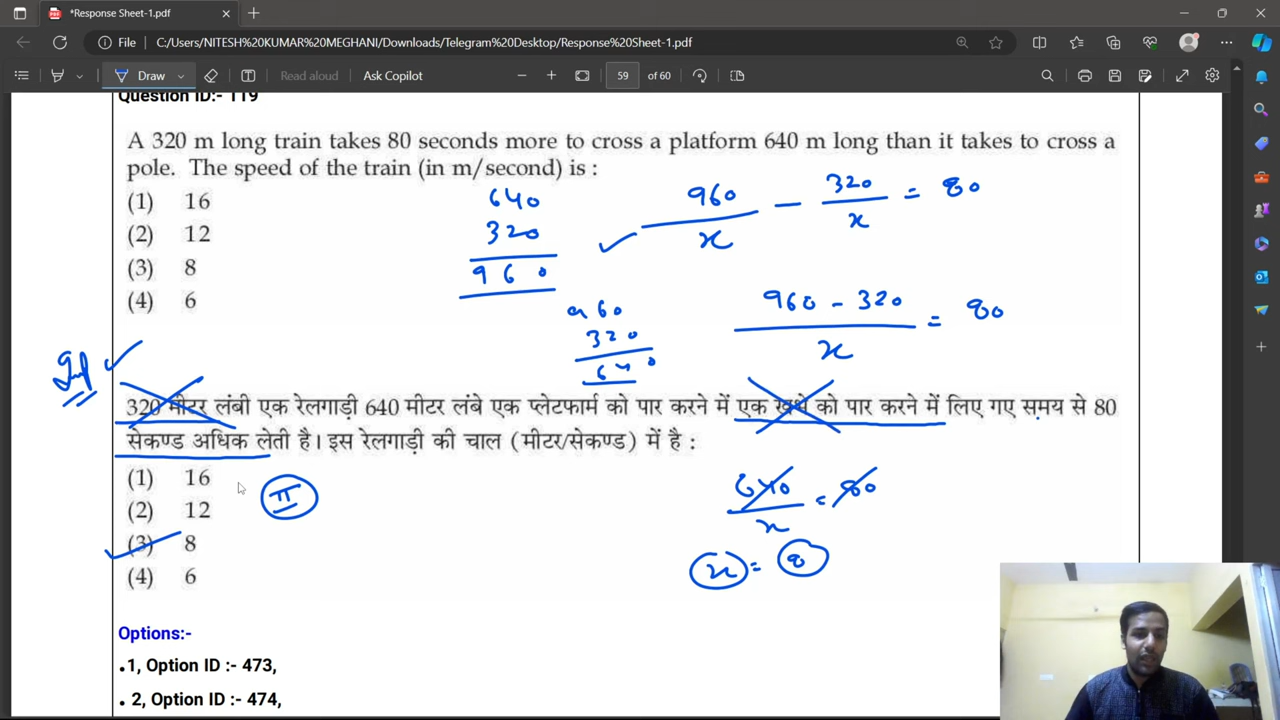 *Response Sheet-1.pdf
File
C:/Users/NITESH%20KUMAR%20MEGHANI/Downloads/Telegram%20Desktop/Response%20Sheet-1.pdf
Draw
Read aloud
Ask Copilot
59
of 60
Question ID:- 119
A 320 m long train takes 80 seconds more to cross a platform 640 m long than it takes to cross a
pole. The speed of the train (in m/second) is :
(1) 16
(2) 12
(3) 8
(4) 6
640
320
960
960/x - 320/x = 80
960
320
640
960 - 320/x = 80
320 मीटर लंबी एक रेलगाड़ी 640 मीटर लंबे एक प्लेटफार्म को पार करने में एक खम्भे को पार करने में लिए गए समय से 80
सेकण्ड अधिक लेती है। इस रेलगाड़ी की चाल (मीटर/सेकण्ड) में है :
(1) 16
(2) 12
(3) 8
(4) 6
II
640/x = 80
x = 8
Options:-
.1, Option ID :- 473,
. 2, Option ID :- 474,